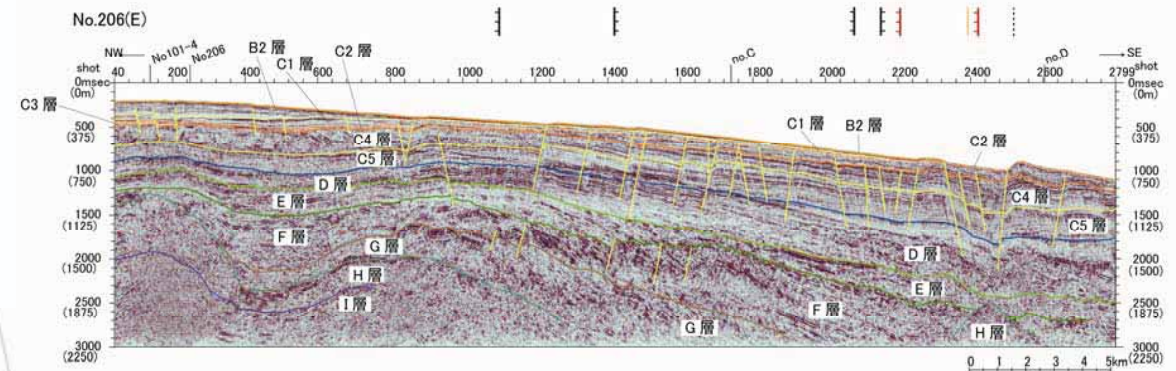 No.206(E)
NW
No101-4
No206
B2 層
C1 層
C2 層
no.C
no.D
SE
shot
40 200 400 600 800 1000 1200 1400 1600 1800 2000 2200 2400 2600 2799
shot
0msec
(0m)
0msec
(0m)
C3 層
500
(375)
1000
(750)
1500
(1125)
2000
(1500)
2500
(1875)
3000
(2250)
C4 層
C5 層
D 層
E 層
F 層
G 層
H 層
I 層
C1 層
B2 層
C2 層
C4 層
C5 層
D 層
E 層
F 層
G 層
H 層
500
(375)
1000
(750)
1500
(1125)
2000
(1500)
2500
(1875)
3000
(2250)
0 1 2 3 4 5km